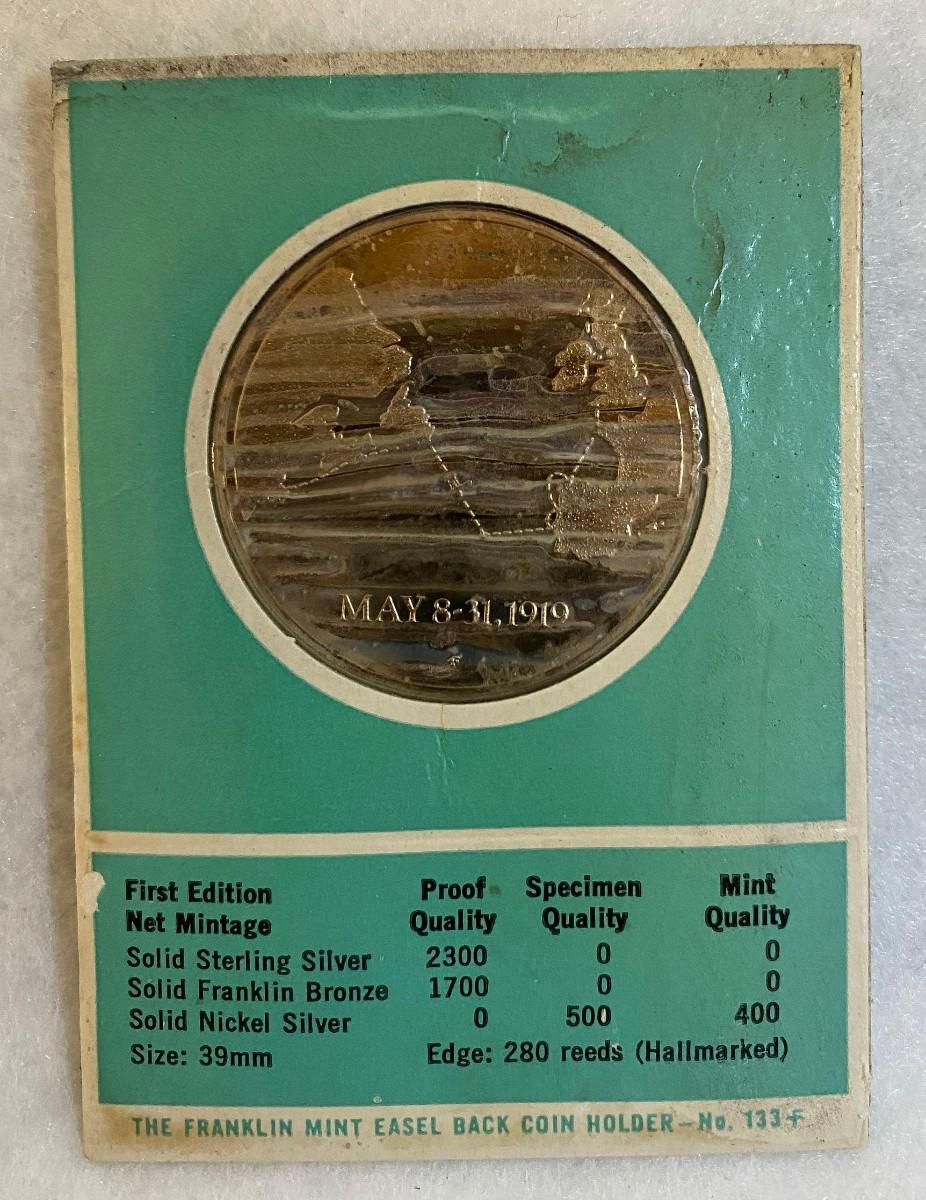 MAY 8-31, 1919
First Edition Proof Specimen Mint
Net Mintage Quality Quality Quality
Solid Sterling Silver 2300 0 0
Solid Franklin Bronze 1700 0 0
Solid Nickel Silver 0 500 400
Size: 39mm Edge: 280 reeds (Hallmarked)
THE FRANKLIN MINT EASEL BACK COIN HOLDER—No. 133-F